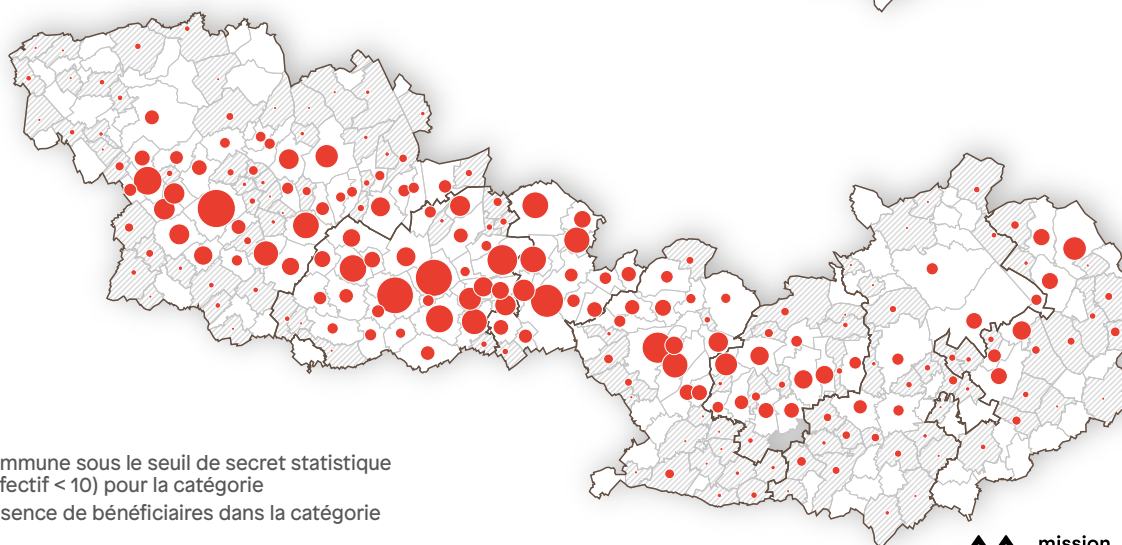 mmune sous le seuil de secret statistique
fectif < 10) pour la catégorie
sence de bénéficiaires dans la catégorie
mission